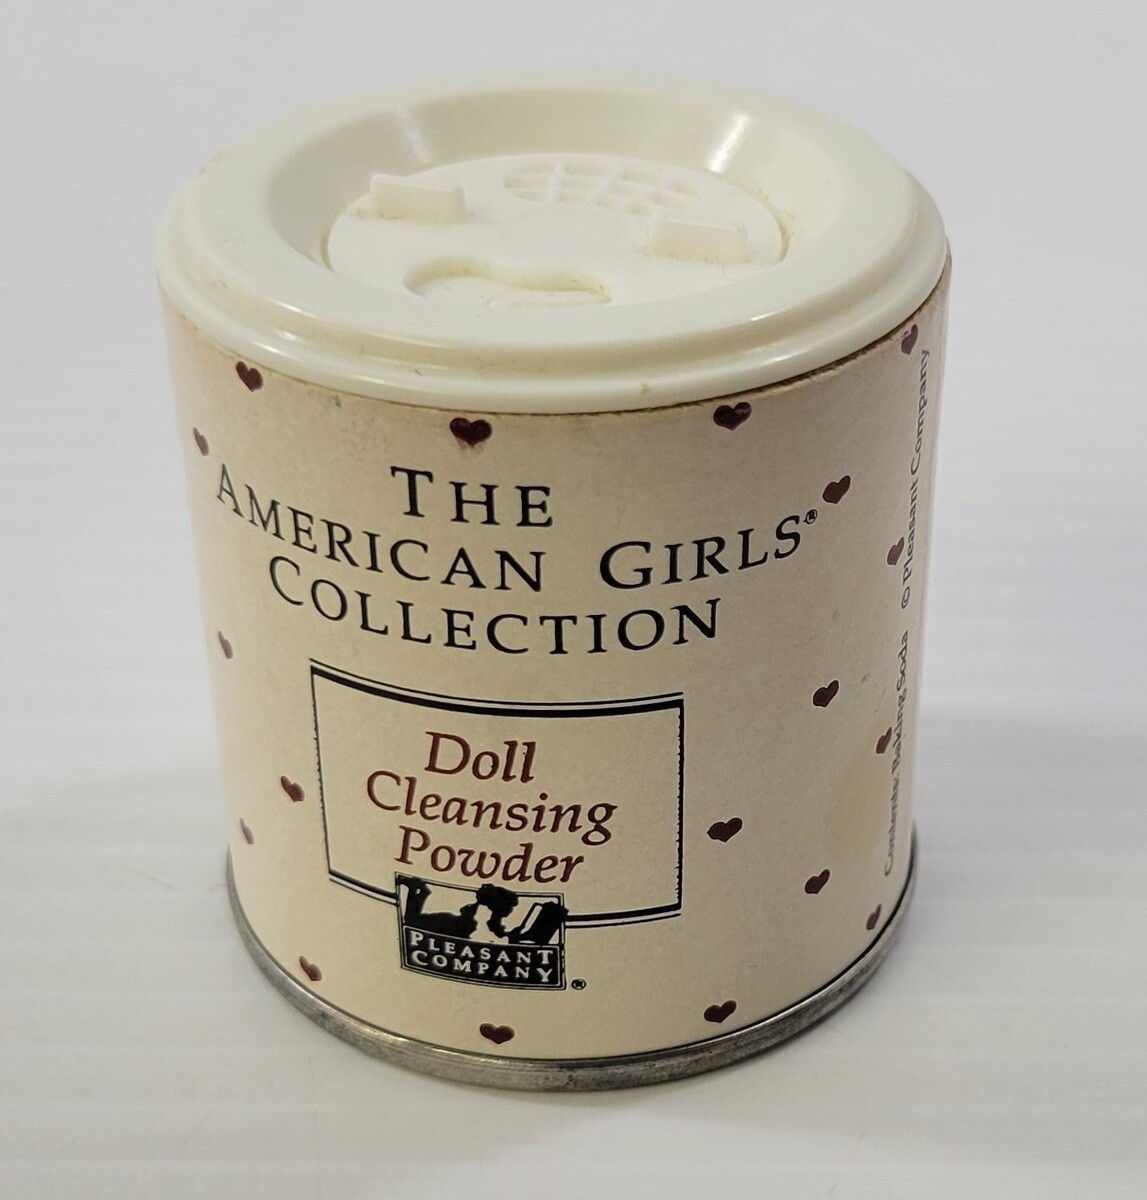 THE
AMERICAN GIRLS®
COLLECTION
Doll
Cleansing
Powder
PLEASANT
COMPANY ®
Contents: Baking Soda © Pleasant Company